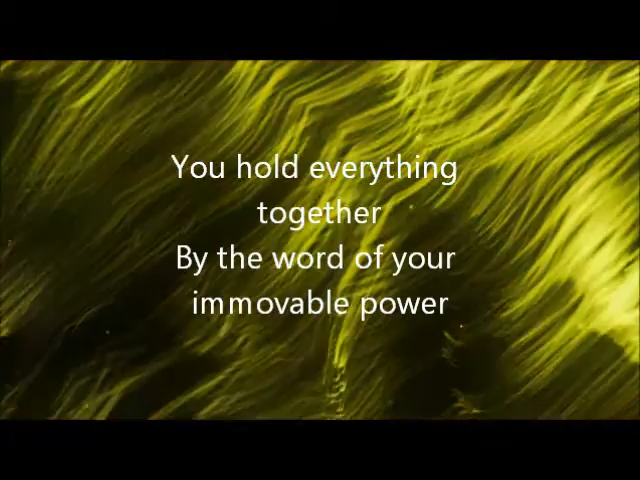 You hold everything
together
By the word of your
immovable power